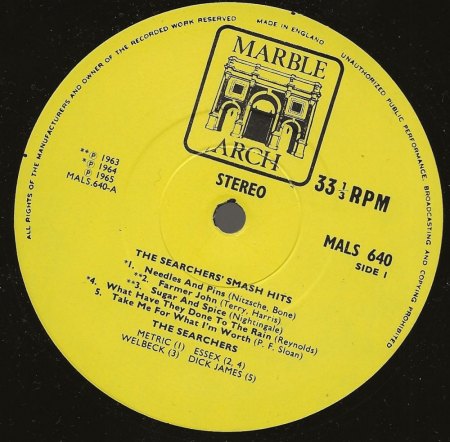 ALL RIGHTS OF THE MANUFACTURERS AND OWNER OF THE RECORDED WORK RESERVED
MADE IN ENGLAND
UNAUTHORIZED PUBLIC PERFORMANCE, BROADCASTING AND COPYING PROHIBITED
MARBLE
ARCH
**℗ 1963
*℗ 1964
℗ 1965
MALS.640-A
STEREO
33 1/3 RPM
MALS 640
SIDE 1
THE SEARCHERS' SMASH HITS
*1. Needles And Pins (Nitzsche, Bone)
**2. Farmer John (Terry, Harris)
**3. Sugar And Spice (Nightingale)
*4. What Have They Done To The Rain (Reynolds)
5. Take Me For What I'm Worth (P. F. Sloan)
THE SEARCHERS
METRIC (1) ESSEX (2, 4)
WELBECK (3) DICK JAMES (5)